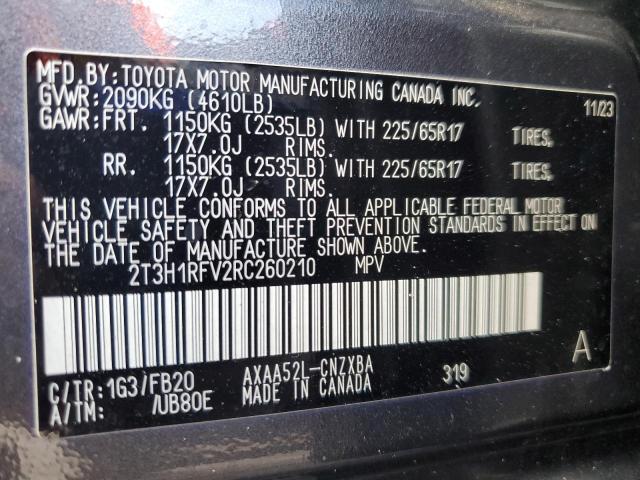 MFD.BY:TOYOTA MOTOR MANUFACTURING CANADA INC.
GVWR:2090KG (4610LB) 11/23
GAWR:FRT. 1150KG (2535LB) WITH 225/65R17 TIRES,
17X7.0J RIMS.
RR. 1150KG (2535LB) WITH 225/65R17 TIRES,
17X7.0J RIMS.
THIS VEHICLE CONFORMS TO ALL APPLICABLE FEDERAL MOTOR
VEHICLE SAFETY AND THEFT PREVENTION STANDARDS IN EFFECT ON
THE DATE OF MANUFACTURE SHOWN ABOVE.
2T3H1RFV2RC260210 MPV
A
C/TR:1G3/FB20 AXAA52L-CNZXBA 319
A/TM: /UB80E MADE IN CANADA